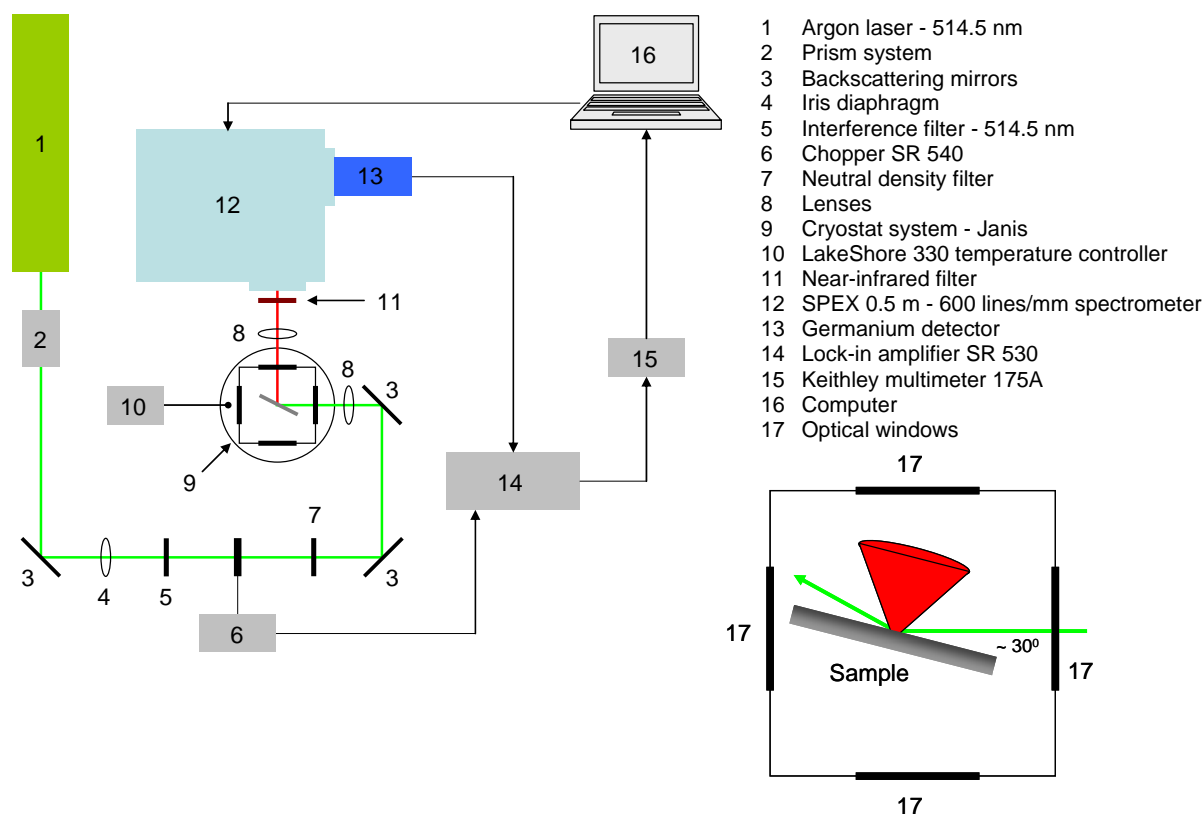 1 Argon laser - 514.5 nm
2 Prism system
3 Backscattering mirrors
4 Iris diaphragm
5 Interference filter - 514.5 nm
6 Chopper SR 540
7 Neutral density filter
8 Lenses
9 Cryostat system - Janis
10 LakeShore 330 temperature controller
11 Near-infrared filter
12 SPEX 0.5 m - 600 lines/mm spectrometer
13 Germanium detector
14 Lock-in amplifier SR 530
15 Keithley multimeter 175A
16 Computer
17 Optical windows
16
1
13
12
11
8
2
15
8
3
10
9
14
7
3
4
5
3
6
17
17
~ 30⁰
Sample
17
17